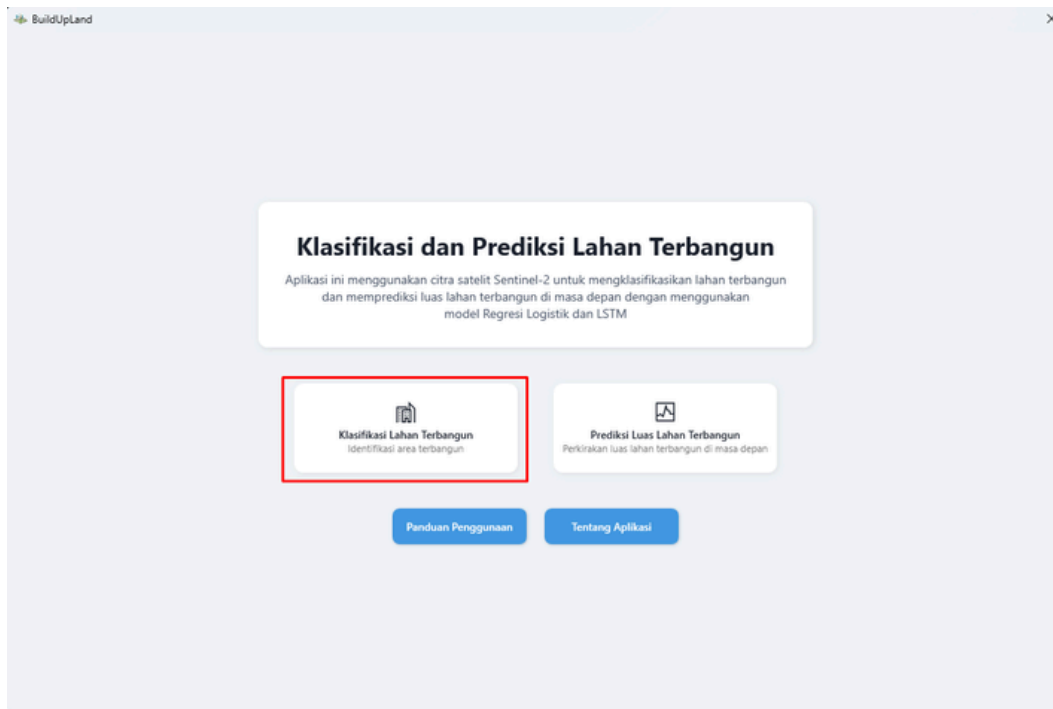 BuildUpLand
Klasifikasi dan Prediksi Lahan Terbangun
Aplikasi ini menggunakan citra satelit Sentinel-2 untuk mengklasifikasikan lahan terbangun
dan memprediksi luas lahan terbangun di masa depan dengan menggunakan
model Regresi Logistik dan LSTM
Klasifikasi Lahan Terbangun
Identifikasi area terbangun
Prediksi Luas Lahan Terbangun
Perkirakan luas lahan terbangun di masa depan
Panduan Penggunaan
Tentang Aplikasi